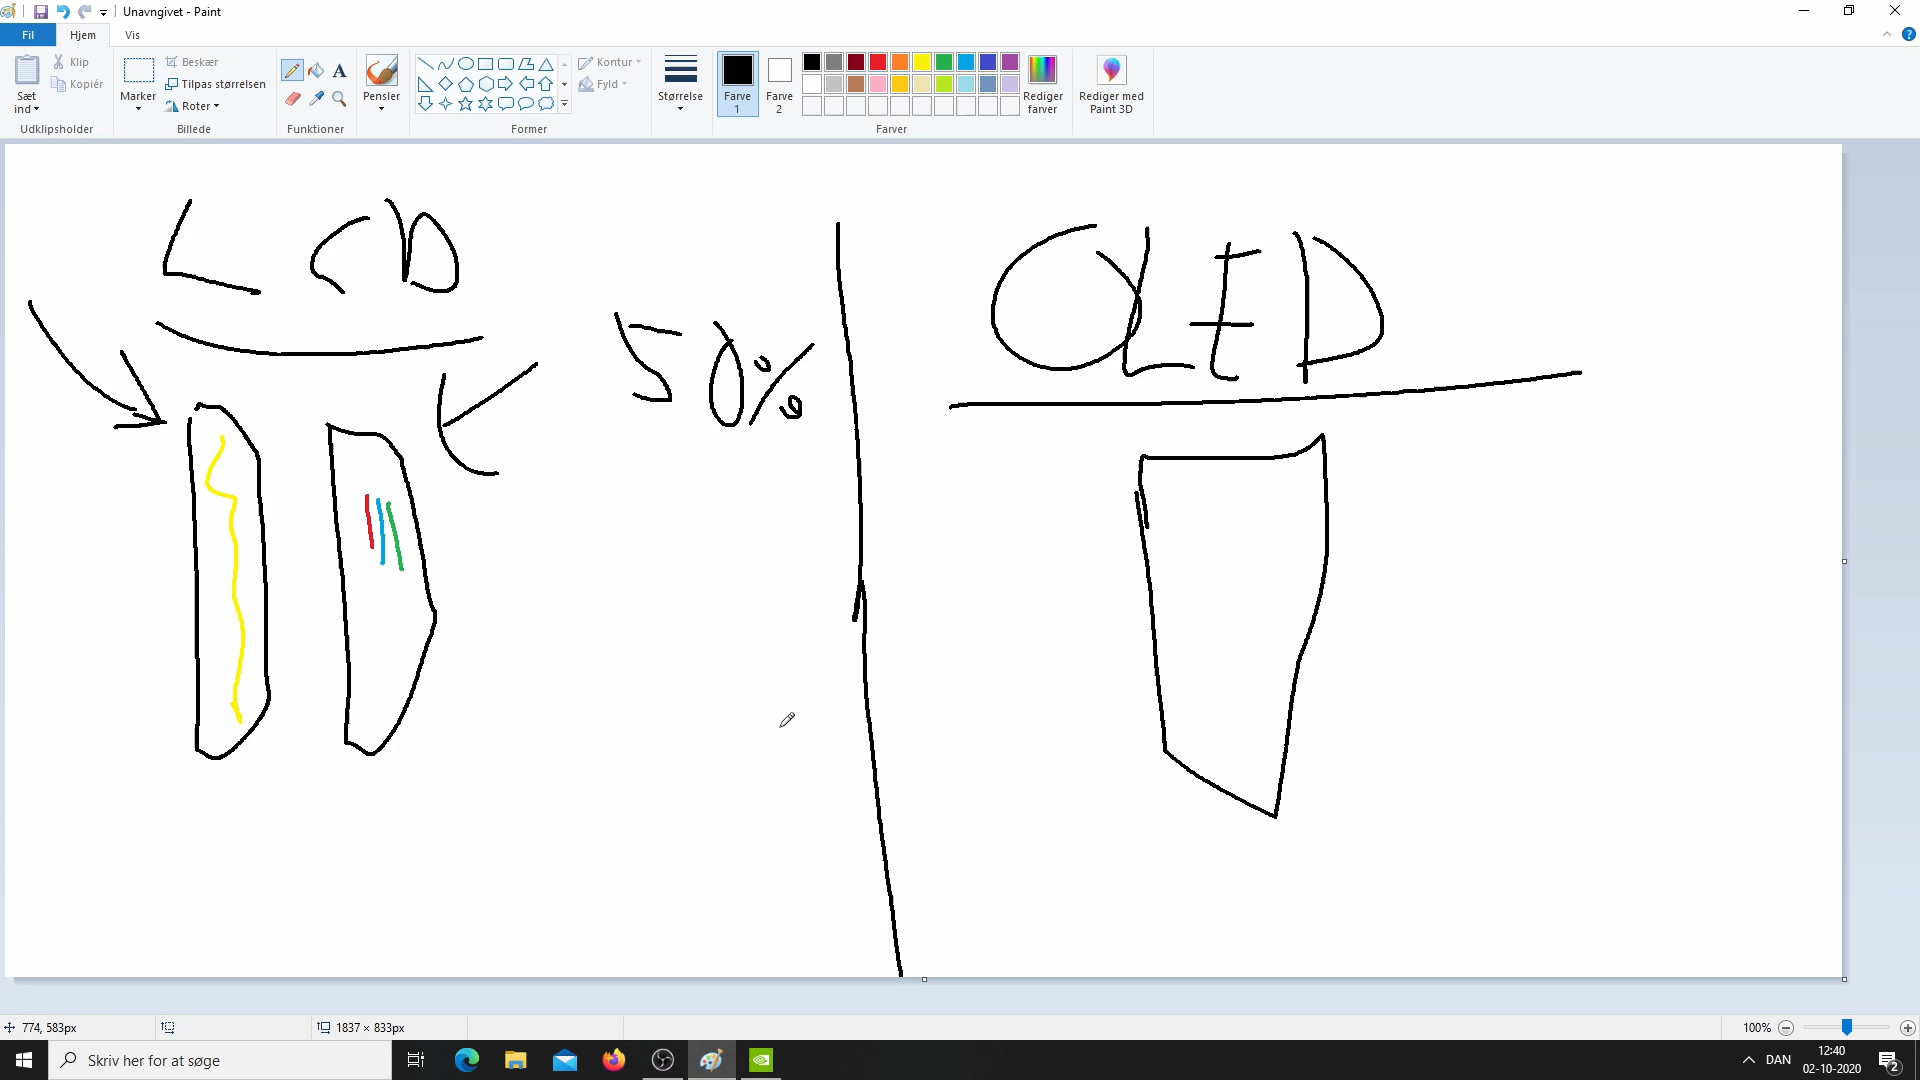 Unavngivet - Paint
Fil Hjem Vis
Sæt ind
Klip
Kopiér
Udklipsholder
Marker
Beskær
Tilpas størrelsen
Roter
Billede
A
Funktioner
Pensler
Former
Kontur
Fyld
Størrelse
Farve 1
Farve 2
Farver
Rediger farver
Rediger med Paint 3D
LCD
50%
OLED
774, 583px
1837 × 833px
100%
Skriv her for at søge
DAN
12:40
02-10-2020
2